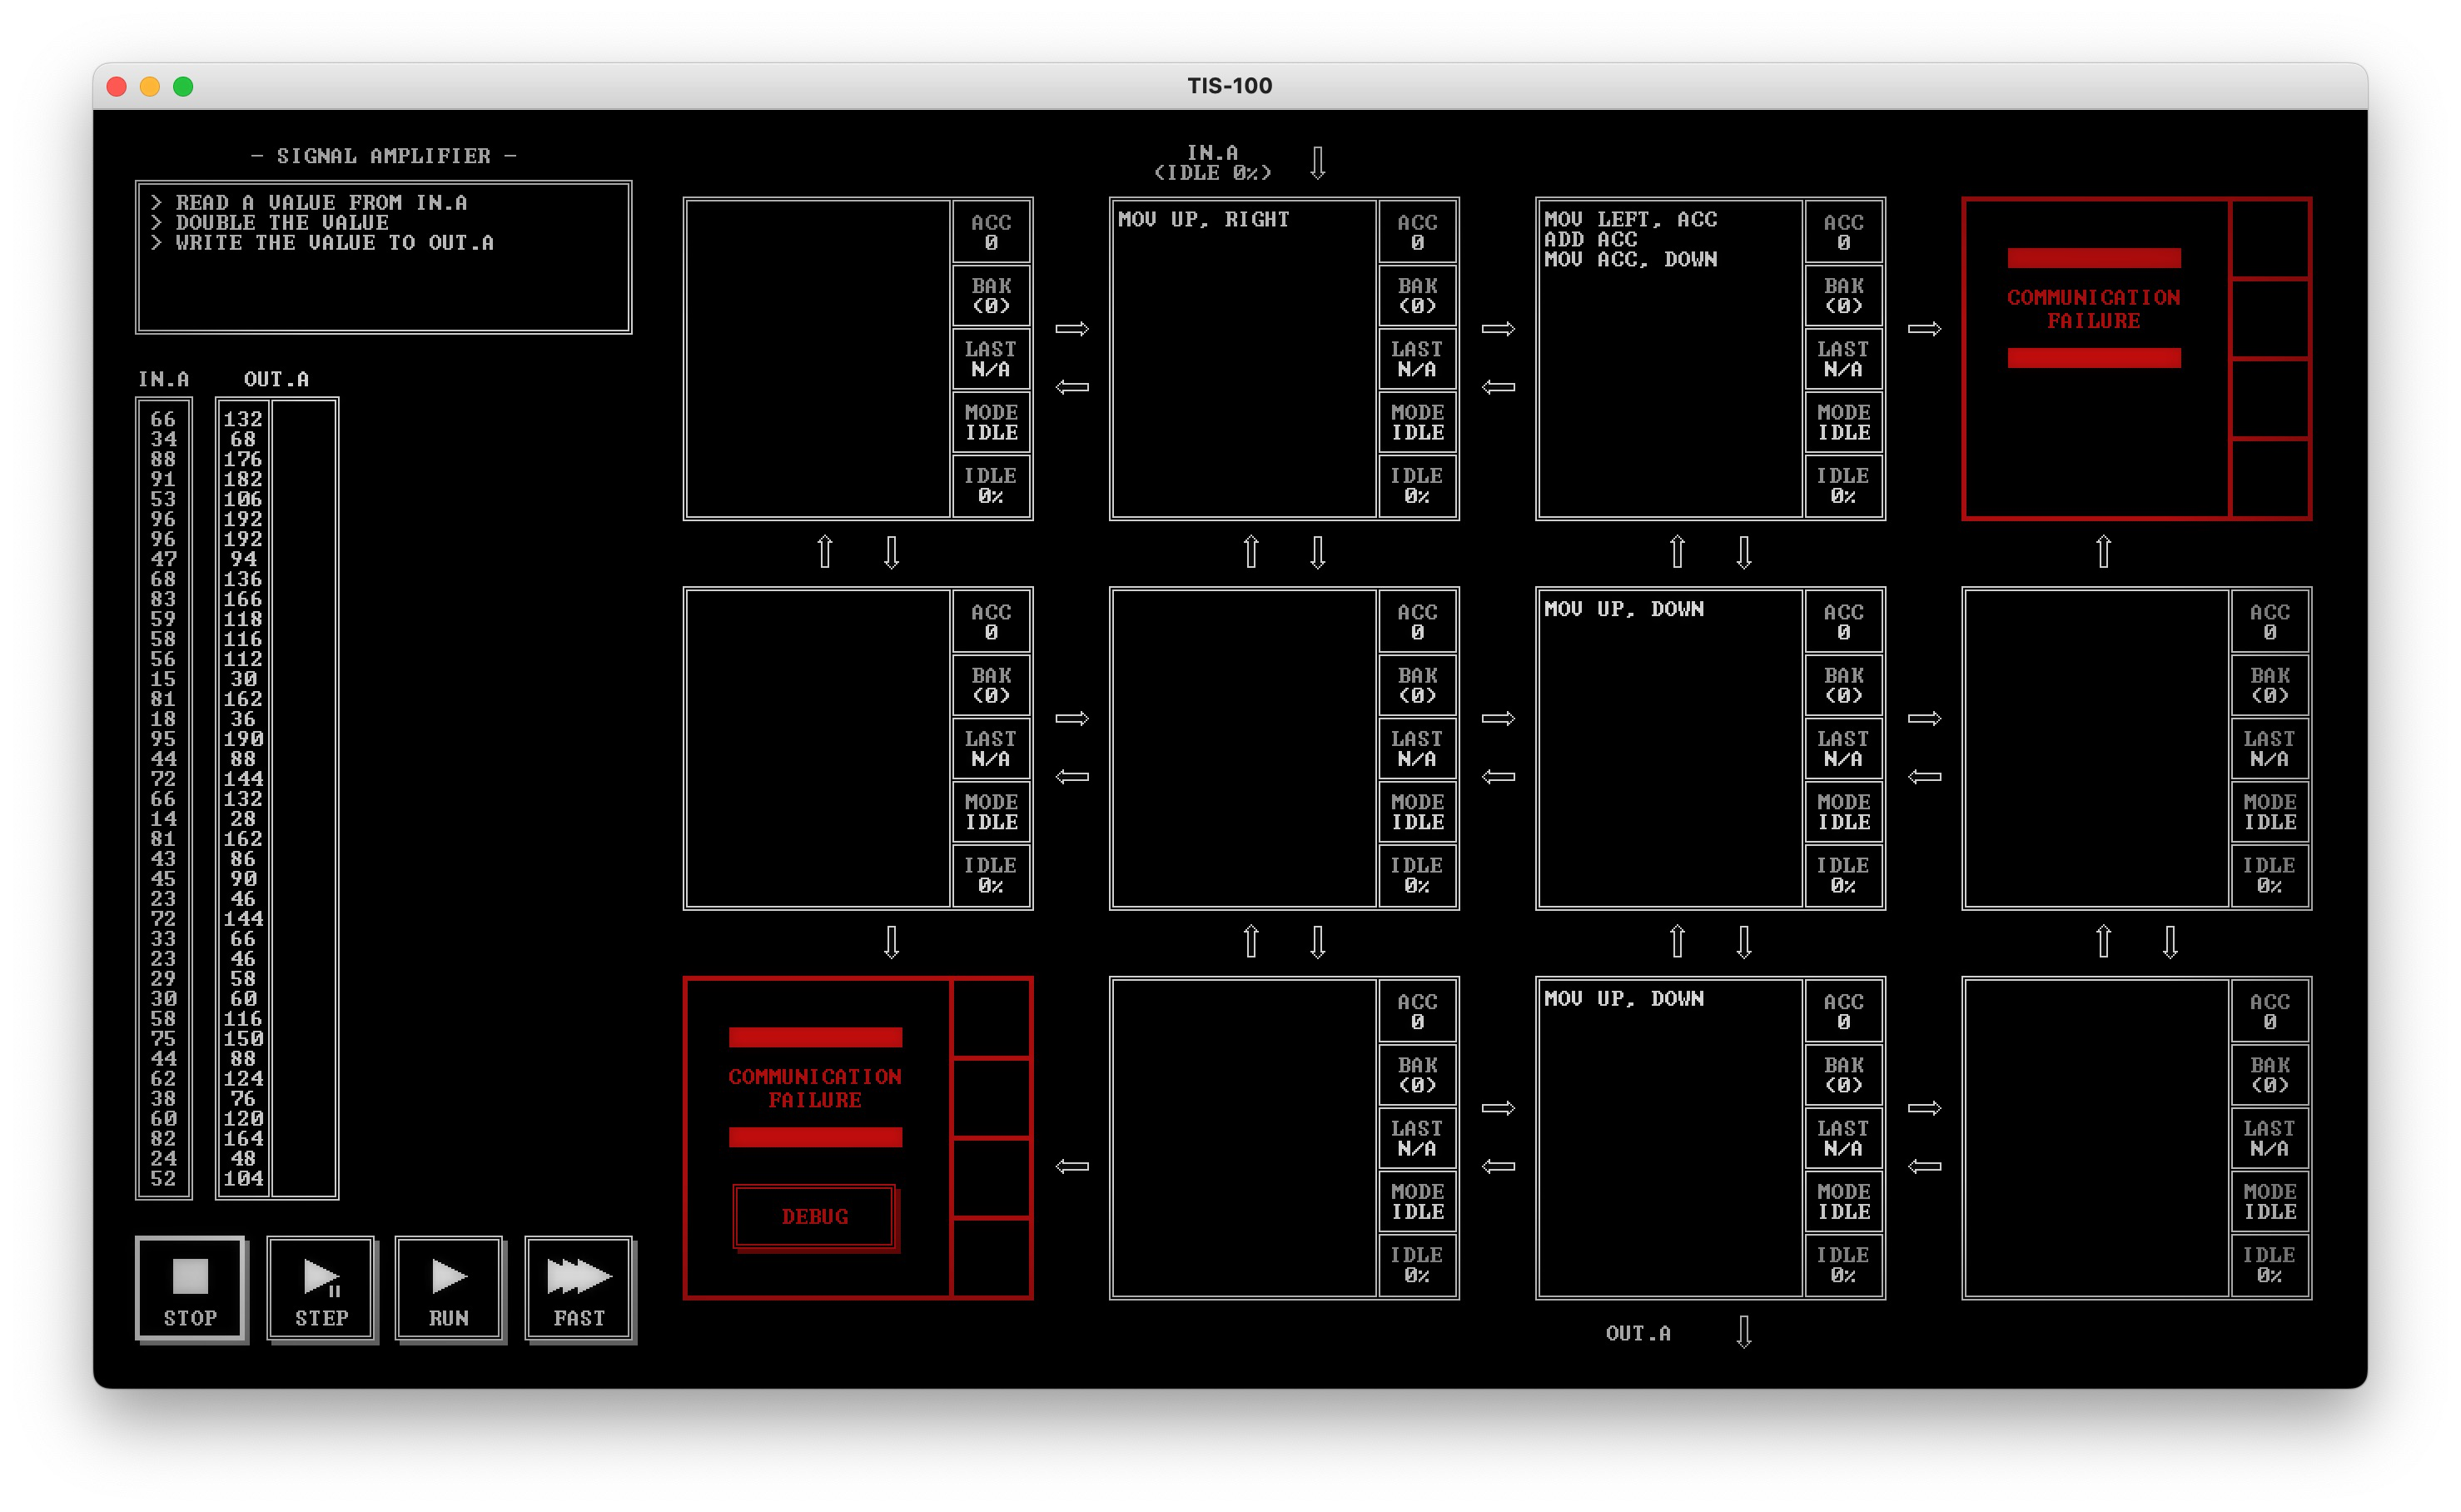 TIS-100
- SIGNAL AMPLIFIER -
> READ A VALUE FROM IN.A
> DOUBLE THE VALUE
> WRITE THE VALUE TO OUT.A
IN.A OUT.A
66 132
34 68
88 176
91 182
53 106
96 192
96 192
47 94
68 136
83 166
59 118
58 116
56 112
15 30
81 162
18 36
95 190
44 88
72 144
66 132
14 28
81 162
43 86
45 90
23 46
72 144
33 66
23 46
29 58
30 60
58 116
75 150
44 88
62 124
38 76
60 120
82 164
24 48
52 104
STOP
STEP
RUN
FAST
IN.A
(IDLE 0%)
ACC
0
BAK
(0)
LAST
N/A
MODE
IDLE
IDLE
0%
MOV UP, RIGHT
ACC
0
BAK
(0)
LAST
N/A
MODE
IDLE
IDLE
0%
MOV LEFT, ACC
ADD ACC
MOV ACC, DOWN
ACC
0
BAK
(0)
LAST
N/A
MODE
IDLE
IDLE
0%
COMMUNICATION
FAILURE
ACC
0
BAK
(0)
LAST
N/A
MODE
IDLE
IDLE
0%
ACC
0
BAK
(0)
LAST
N/A
MODE
IDLE
IDLE
0%
MOV UP, DOWN
ACC
0
BAK
(0)
LAST
N/A
MODE
IDLE
IDLE
0%
ACC
0
BAK
(0)
LAST
N/A
MODE
IDLE
IDLE
0%
COMMUNICATION
FAILURE
DEBUG
ACC
0
BAK
(0)
LAST
N/A
MODE
IDLE
IDLE
0%
MOV UP, DOWN
ACC
0
BAK
(0)
LAST
N/A
MODE
IDLE
IDLE
0%
ACC
0
BAK
(0)
LAST
N/A
MODE
IDLE
IDLE
0%
OUT.A